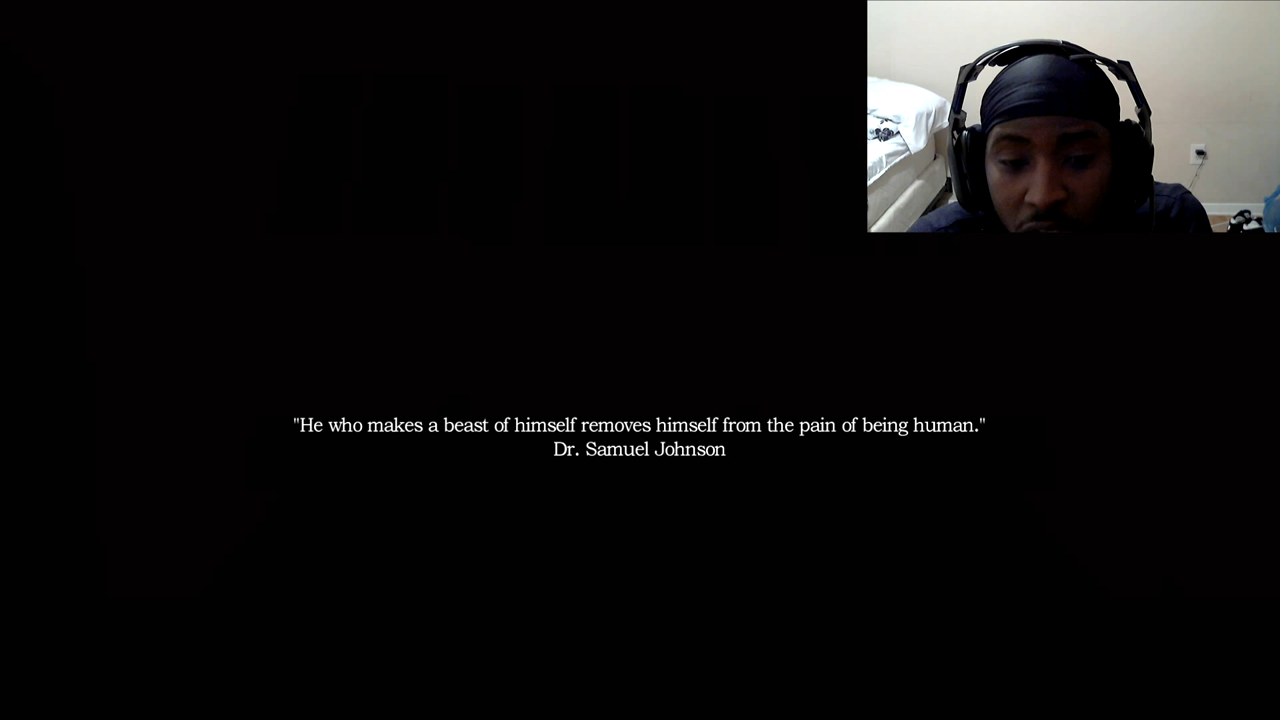 "He who makes a beast of himself removes himself from the pain of being human."
Dr. Samuel Johnson